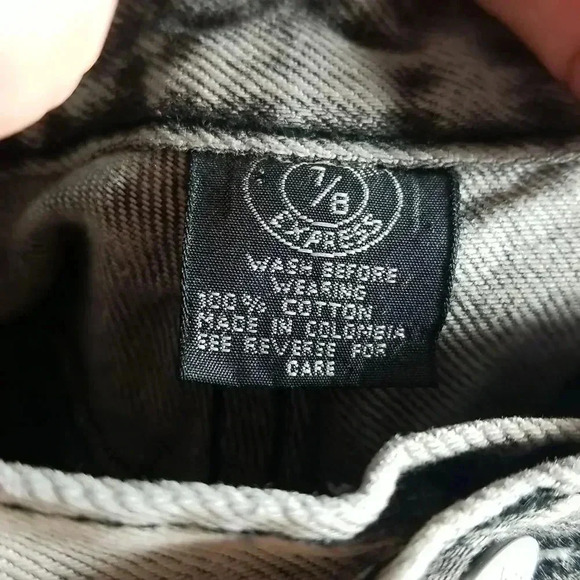 7/8
EXPRESS
WASH BEFORE
WEARING
100% COTTON
MADE IN COLOMBIA
SEE REVERSE FOR
CARE